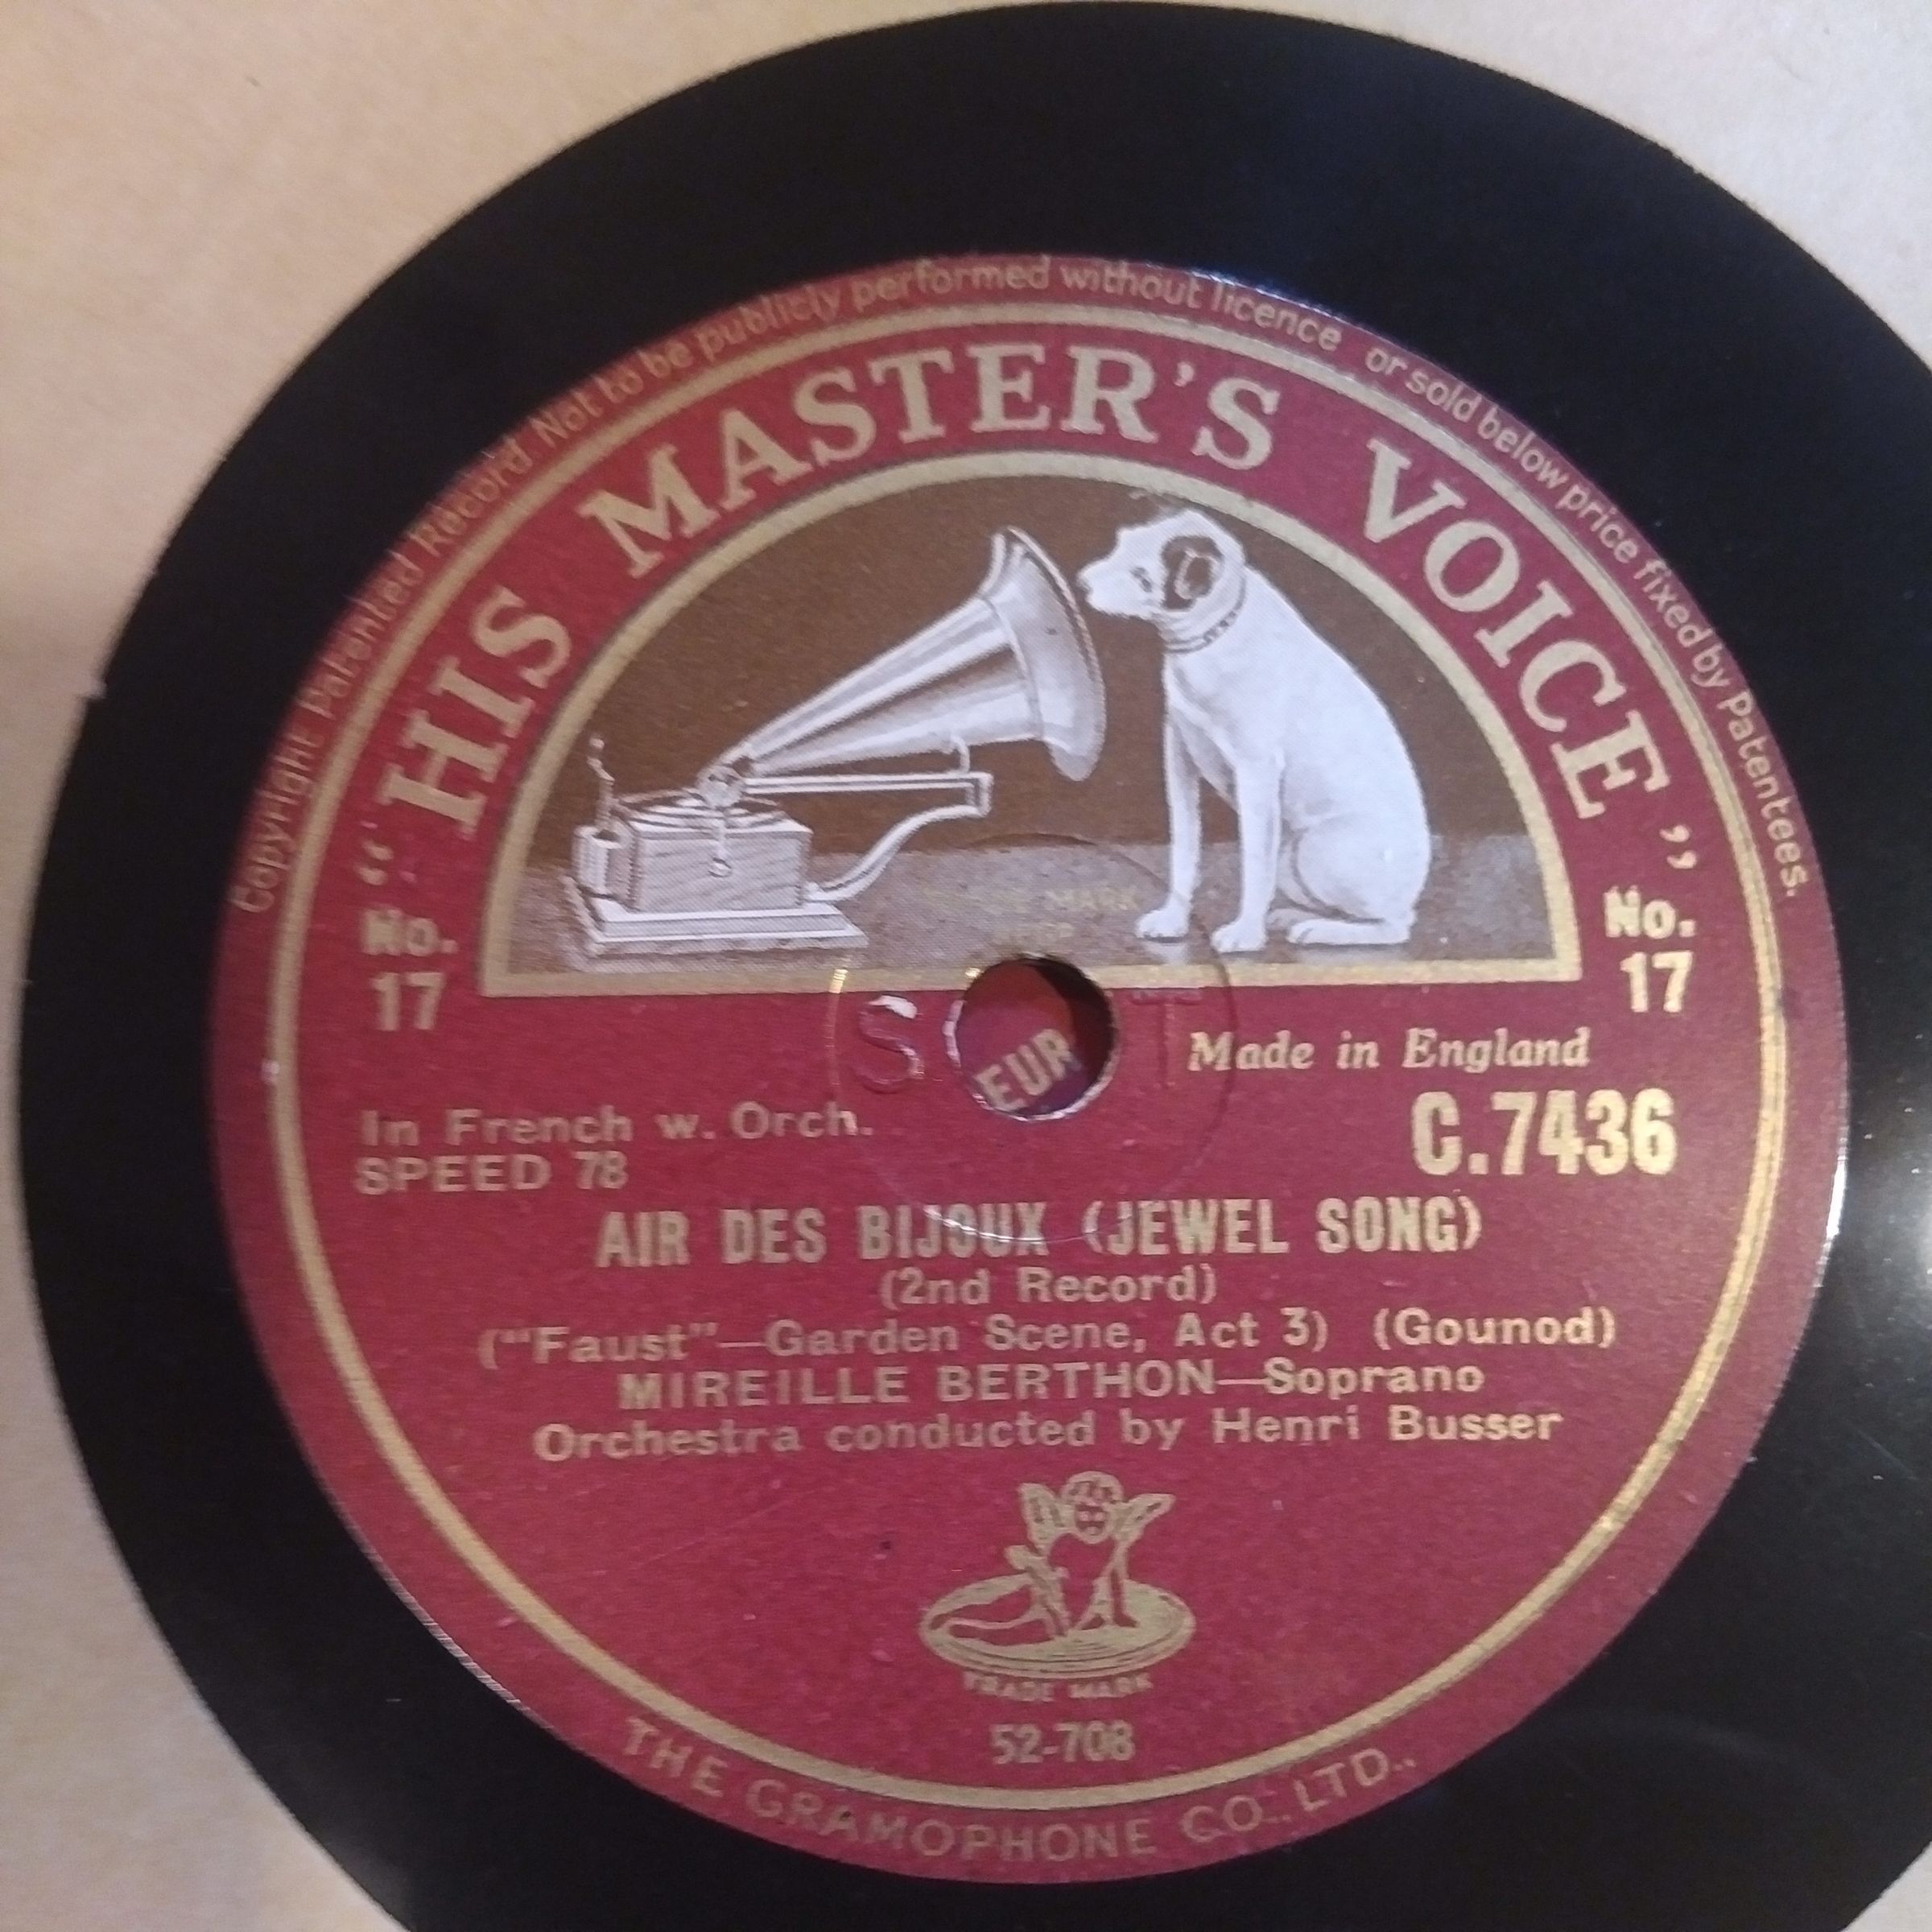 Copyright Patented Record. Not to be publicly performed without licence or sold below price fixed by Patentees.
"HIS MASTER'S VOICE"
No. 17
No. 17
MARK
S T
EUR
Made in England
In French w. Orch.
C.7436
SPEED 78
AIR DES BIJOUX (JEWEL SONG)
(2nd Record)
("Faust"—Garden Scene, Act 3) (Gounod)
MIREILLE BERTHON—Soprano
Orchestra conducted by Henri Busser
TRADE MARK
52-708
THE GRAMOPHONE CO. LTD.